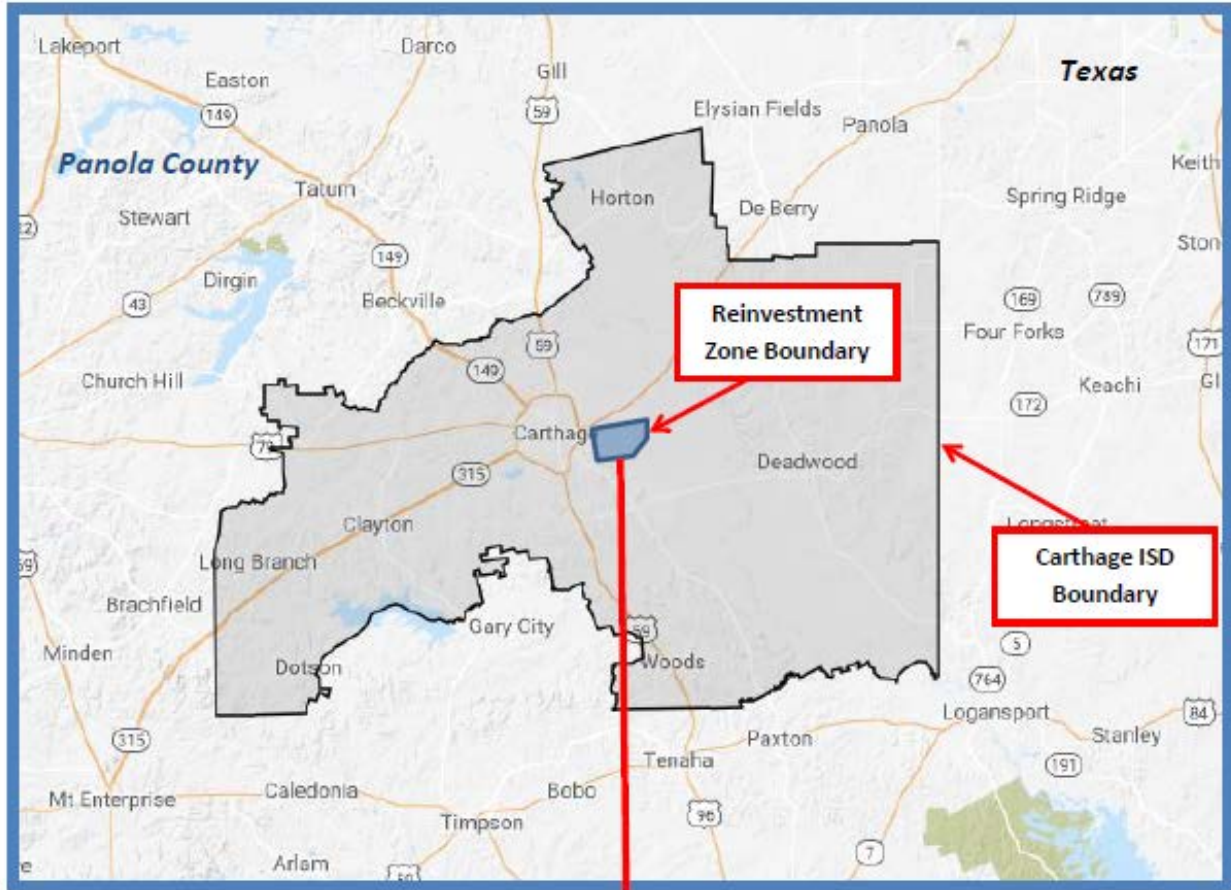 Lakeport
Darco
Texas
Easton
Gill
149
59
Elysian Fields
Panola
Panola County
Keith
Tatum
Horton
Spring Ridge
Stewart
De Berry
Ston
Dirgin
149
43
Beckville
Reinvestment
Zone Boundary
169
789
Four Forks
59
171
149
Church Hill
Keachi
Gl
172
Carthag
79
Deadwood
315
Clayton
Long Branch
Carthage ISD
Boundary
Brachfield
Gary City
59
Minden
Woods
5
Dotson
764
Logansport
84
315
Paxton
Stanley
Tenaha
191
Mt Enterprise
Caledonia
Bobo
Timpson
96
7
Arlam
e